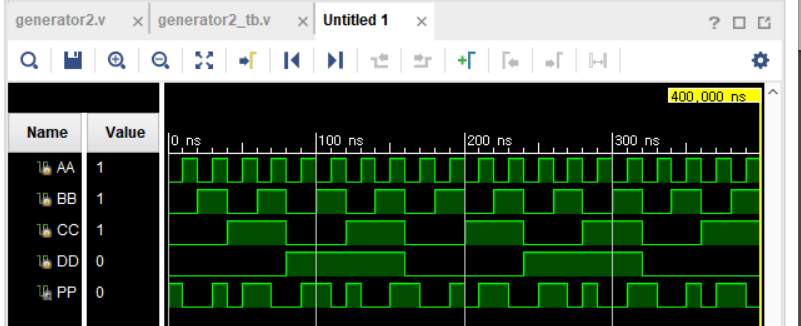 generator2.v × generator2_tb.v × Untitled 1 × ?
400,000 ns
Name Value 0 ns 100 ns 200 ns 300 ns
AA 1
BB 1
CC 1
DD 0
PP 0